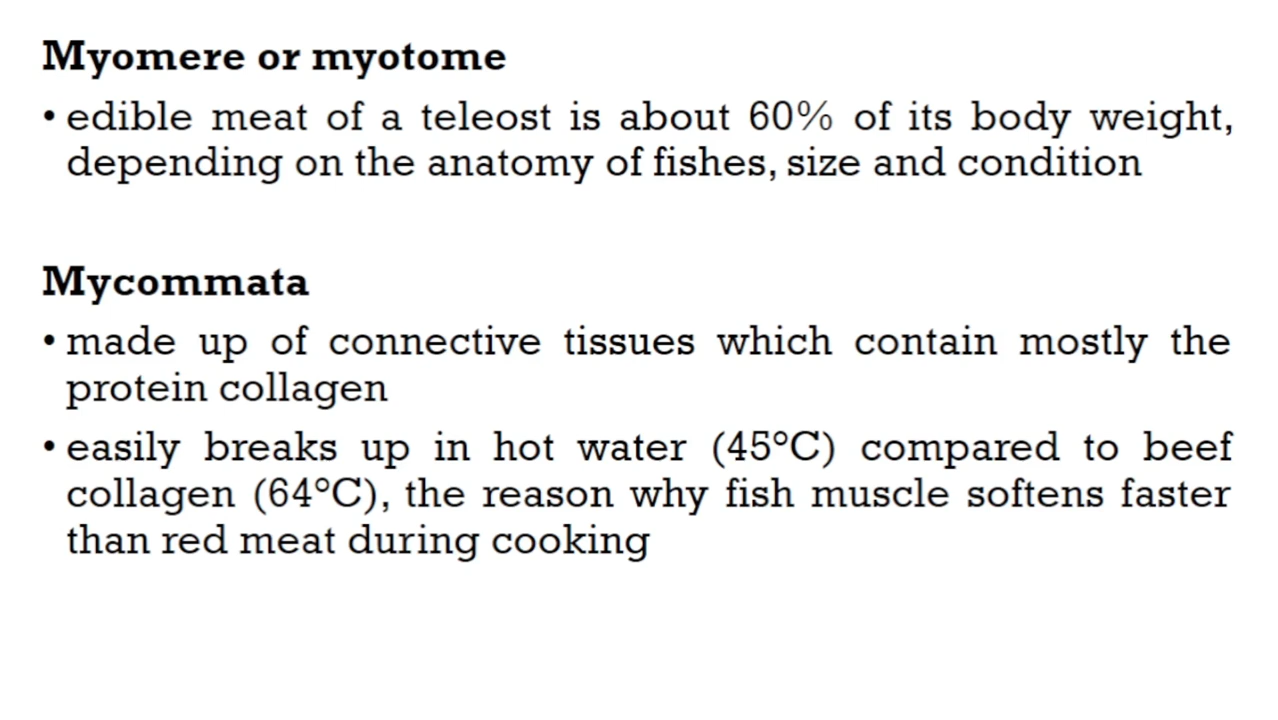 Myomere or myotome
• edible meat of a teleost is about 60% of its body weight,
depending on the anatomy of fishes, size and condition
Mycommata
• made up of connective tissues which contain mostly the
protein collagen
• easily breaks up in hot water (45°C) compared to beef
collagen (64°C), the reason why fish muscle softens faster
than red meat during cooking